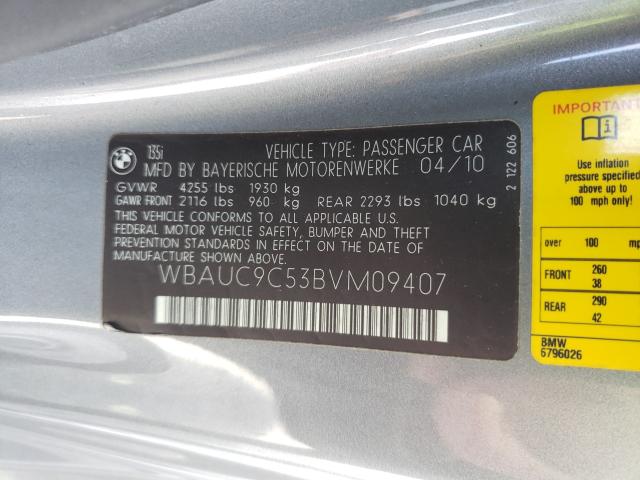 BMW
135i
VEHICLE TYPE: PASSENGER CAR
MFD BY BAYERISCHE MOTORENWERKE 04/10
GVWR 4255 lbs 1930 kg
GAWR FRONT 2116 lbs 960 kg REAR 2293 lbs 1040 kg
THIS VEHICLE CONFORMS TO ALL APPLICABLE U.S.
FEDERAL MOTOR VEHICLE SAFETY, BUMPER AND THEFT
PREVENTION STANDARDS IN EFFECT ON THE DATE OF
MANUFACTURE SHOWN ABOVE.
WBAUC9C53BVM09407
2 122 606
IMPORTANT
Use inflation
pressure specified
above up to
100 mph only!
over 100 mp
FRONT 260
38
REAR 290
42
BMW
6796026